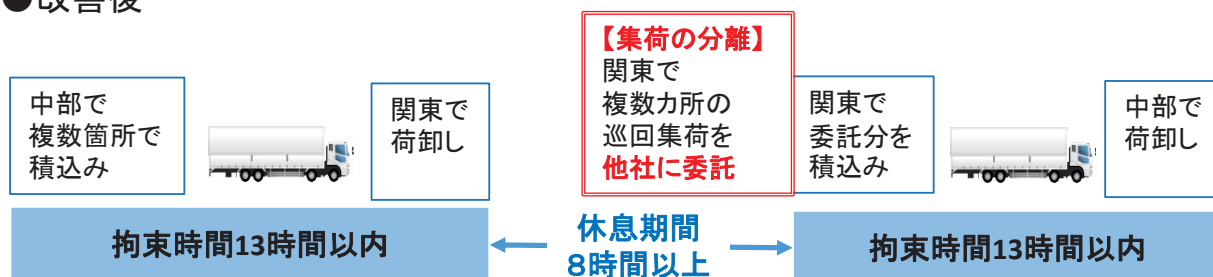 ●改善後
【集荷の分離】
関東で
複数カ所の
巡回集荷を
他社に委託
中部で
複数箇所で
積込み
関東で
荷卸し
関東で
委託分を
積込み
中部で
荷卸し
拘束時間13時間以内
休息期間
8時間以上
拘束時間13時間以内